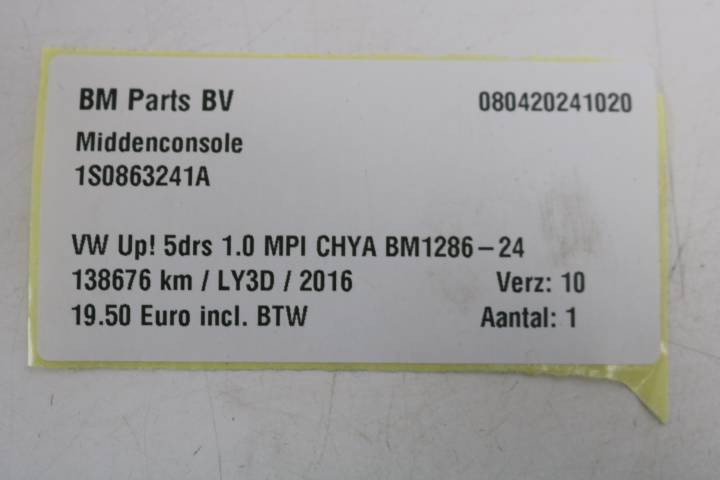 BM Parts BV 080420241020
Middenconsole
1S0863241A
VW Up! 5drs 1.0 MPI CHYA BM1286-24
138676 km / LY3D / 2016 Verz: 10
19.50 Euro incl. BTW Aantal: 1